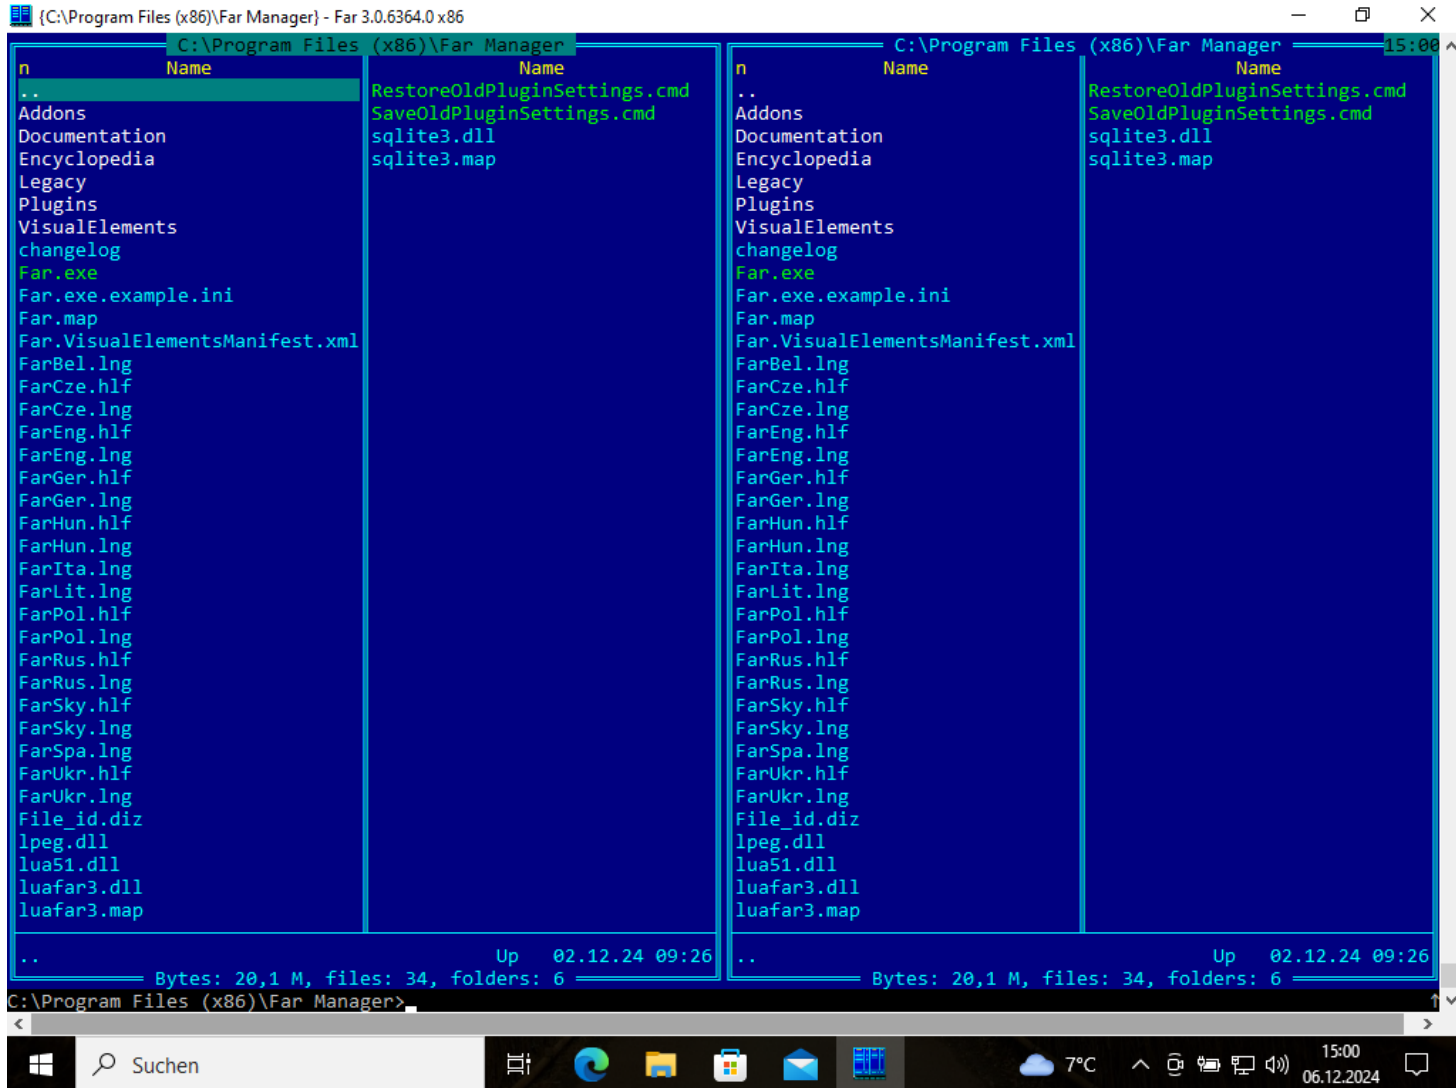 {C:\Program Files (x86)\Far Manager} - Far 3.0.6364.0 x86
C:\Program Files (x86)\Far Manager
n Name Name
..
Addons
Documentation
Encyclopedia
Legacy
Plugins
VisualElements
changelog
Far.exe
Far.exe.example.ini
Far.map
Far.VisualElementsManifest.xml
FarBel.lng
FarCze.hlf
FarCze.lng
FarEng.hlf
FarEng.lng
FarGer.hlf
FarGer.lng
FarHun.hlf
FarHun.lng
FarIta.lng
FarLit.lng
FarPol.hlf
FarPol.lng
FarRus.hlf
FarRus.lng
FarSky.hlf
FarSky.lng
FarSpa.lng
FarUkr.hlf
FarUkr.lng
File_id.diz
lpeg.dll
lua51.dll
luafar3.dll
luafar3.map
RestoreOldPluginSettings.cmd
SaveOldPluginSettings.cmd
sqlite3.dll
sqlite3.map
.. Up 02.12.24 09:26
Bytes: 20,1 M, files: 34, folders: 6
C:\Program Files (x86)\Far Manager 15:00
n Name Name
..
Addons
Documentation
Encyclopedia
Legacy
Plugins
VisualElements
changelog
Far.exe
Far.exe.example.ini
Far.map
Far.VisualElementsManifest.xml
FarBel.lng
FarCze.hlf
FarCze.lng
FarEng.hlf
FarEng.lng
FarGer.hlf
FarGer.lng
FarHun.hlf
FarHun.lng
FarIta.lng
FarLit.lng
FarPol.hlf
FarPol.lng
FarRus.hlf
FarRus.lng
FarSky.hlf
FarSky.lng
FarSpa.lng
FarUkr.hlf
FarUkr.lng
File_id.diz
lpeg.dll
lua51.dll
luafar3.dll
luafar3.map
RestoreOldPluginSettings.cmd
SaveOldPluginSettings.cmd
sqlite3.dll
sqlite3.map
.. Up 02.12.24 09:26
Bytes: 20,1 M, files: 34, folders: 6
C:\Program Files (x86)\Far Manager>
Suchen
7°C
15:00
06.12.2024